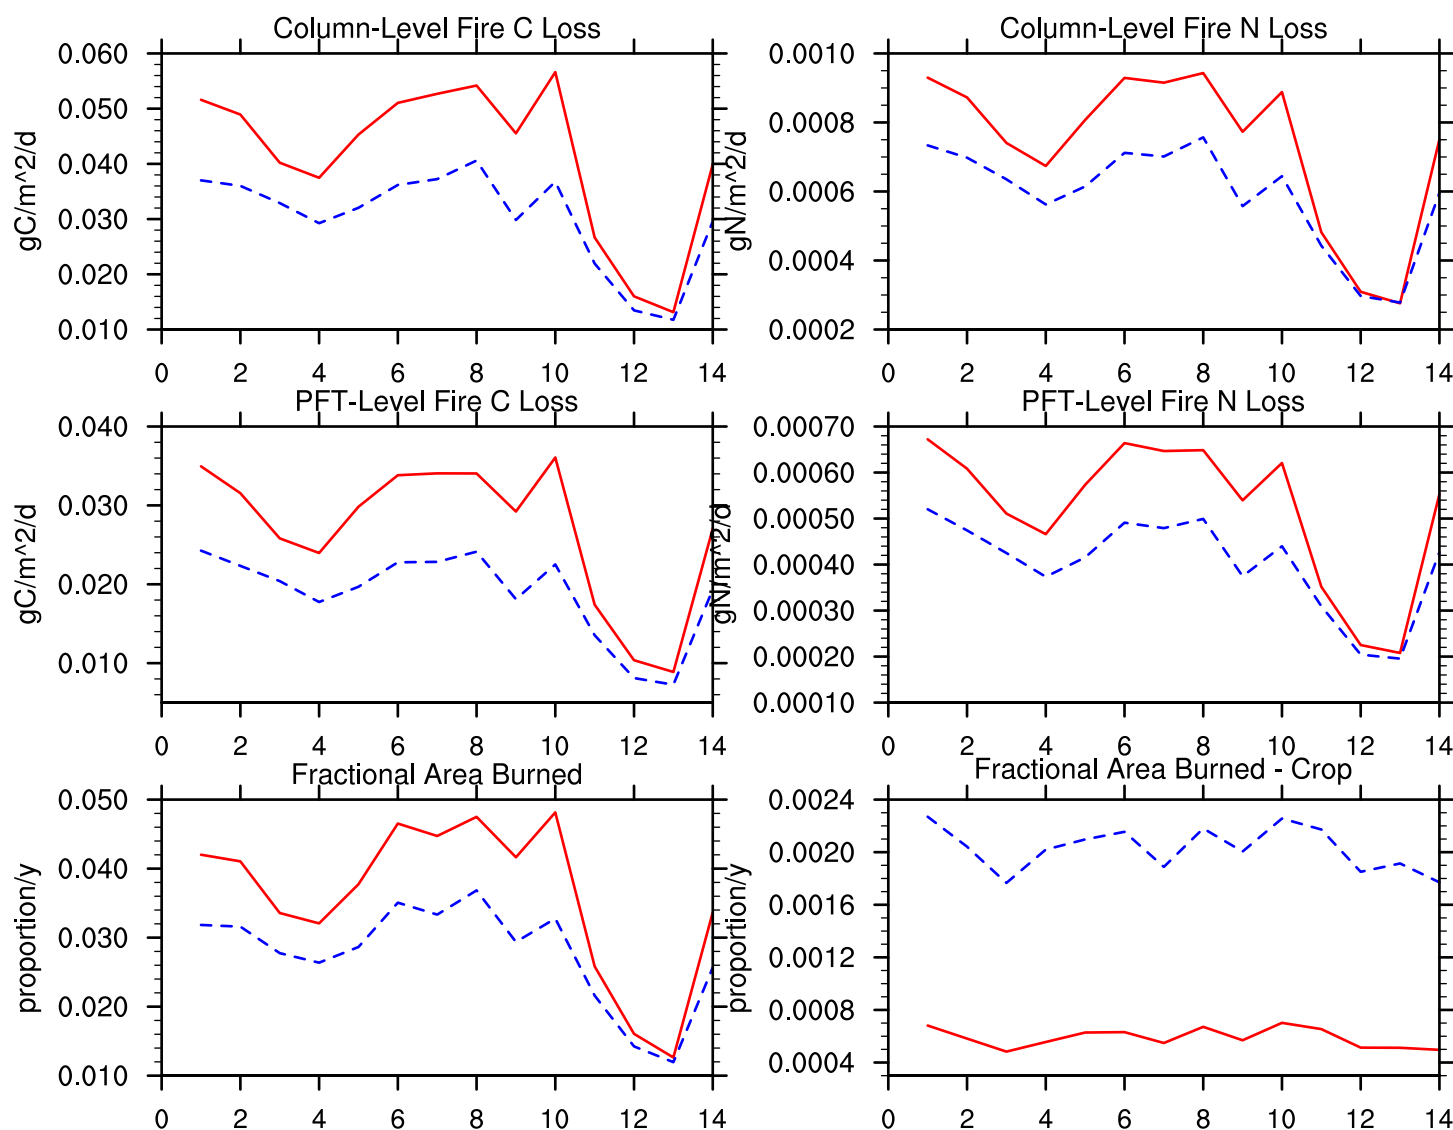 Column-Level Fire C Loss
gC/m^2/d
0.060
0.050
0.040
0.030
0.020
0.010
0 2 4 6 8 10 12 14
Column-Level Fire N Loss
gN/m^2/d
0.0010
0.0008
0.0006
0.0004
0.0002
0 2 4 6 8 10 12 14
PFT-Level Fire C Loss
gC/m^2/d
0.040
0.030
0.020
0.010
0 2 4 6 8 10 12 14
PFT-Level Fire N Loss
gN/m^2/d
0.00070
0.00060
0.00050
0.00040
0.00030
0.00020
0.00010
0 2 4 6 8 10 12 14
Fractional Area Burned
proportion/y
0.050
0.040
0.030
0.020
0.010
0 2 4 6 8 10 12 14
Fractional Area Burned - Crop
proportion/y
0.0024
0.0020
0.0016
0.0012
0.0008
0.0004
0 2 4 6 8 10 12 14